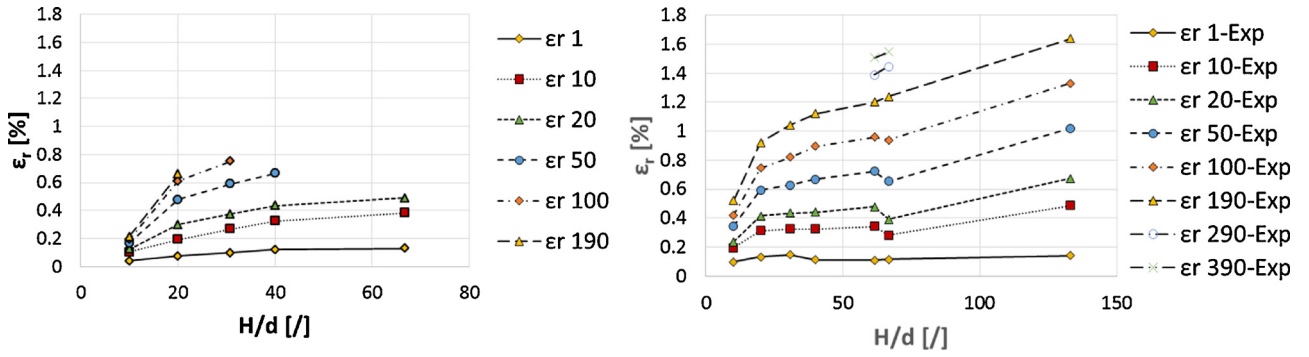 1.8
1.6
1.4
1.2
1
0.8
0.6
0.4
0.2
0
εr [%]
0 20 40 60 80
H/d [/]
εr 1
εr 10
εr 20
εr 50
εr 100
εr 190
1.8
1.6
1.4
1.2
1
0.8
0.6
0.4
0.2
0
εr [%]
0 50 100 150
H/d [/]
εr 1-Exp
εr 10-Exp
εr 20-Exp
εr 50-Exp
εr 100-Exp
εr 190-Exp
εr 290-Exp
εr 390-Exp